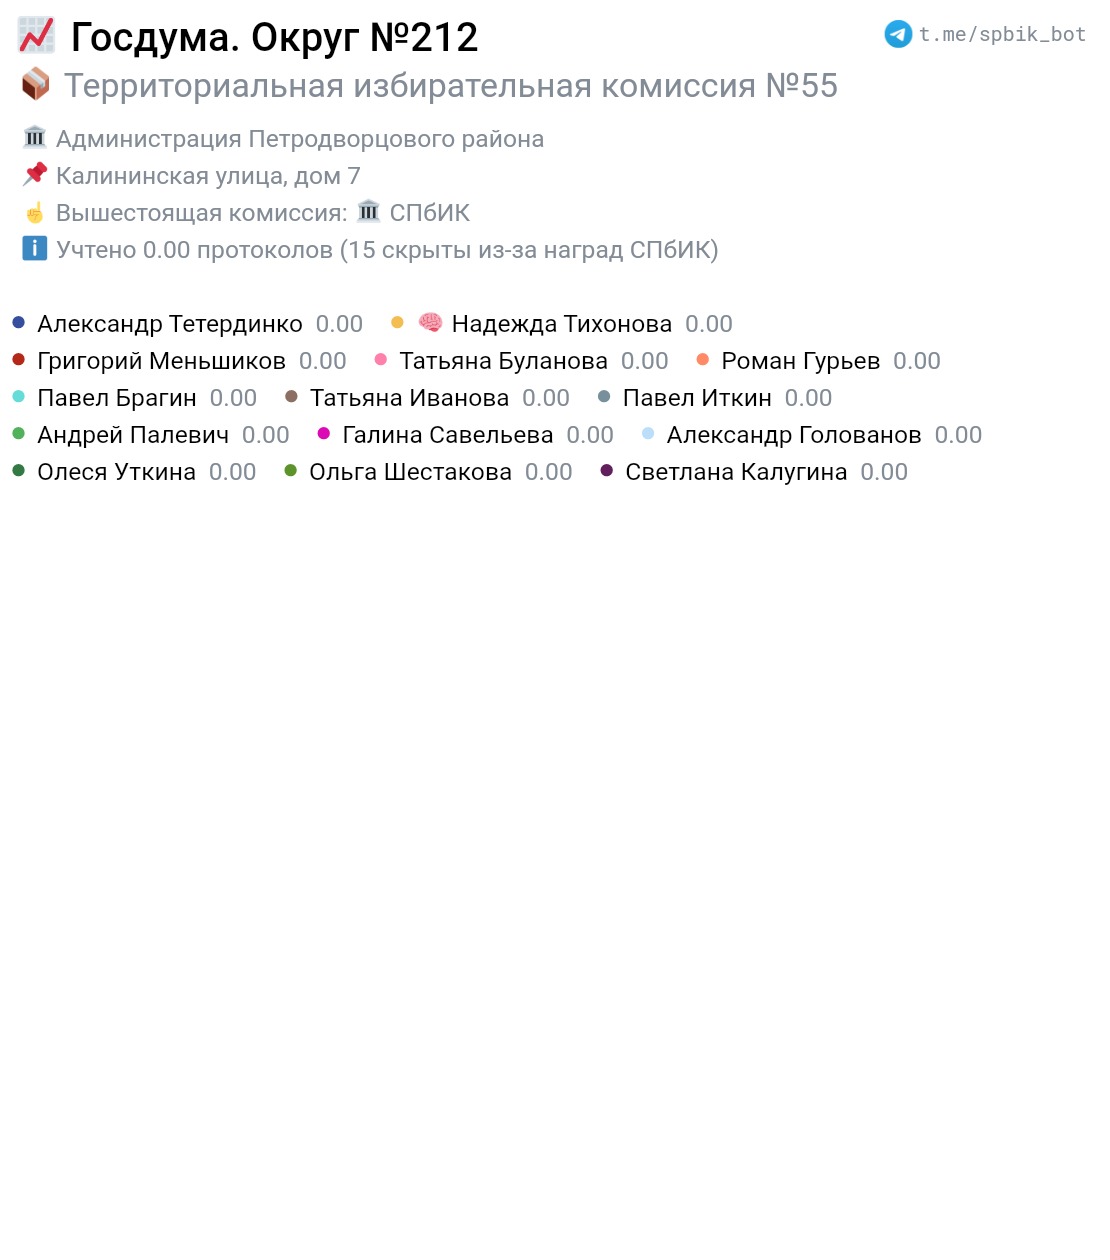 Госдума. Округ №212
t.me/spbik_bot
Территориальная избирательная комиссия №55
Администрация Петродворцового района
Калининская улица, дом 7
Вышестоящая комиссия: СПбИК
Учтено 0.00 протоколов (15 скрыты из-за наград СПбИК)
Александр Тетердинко 0.00 Надежда Тихонова 0.00
Григорий Меньшиков 0.00 Татьяна Буланова 0.00 Роман Гурьев 0.00
Павел Брагин 0.00 Татьяна Иванова 0.00 Павел Иткин 0.00
Андрей Палевич 0.00 Галина Савельева 0.00 Александр Голованов 0.00
Олеся Уткина 0.00 Ольга Шестакова 0.00 Светлана Калугина 0.00